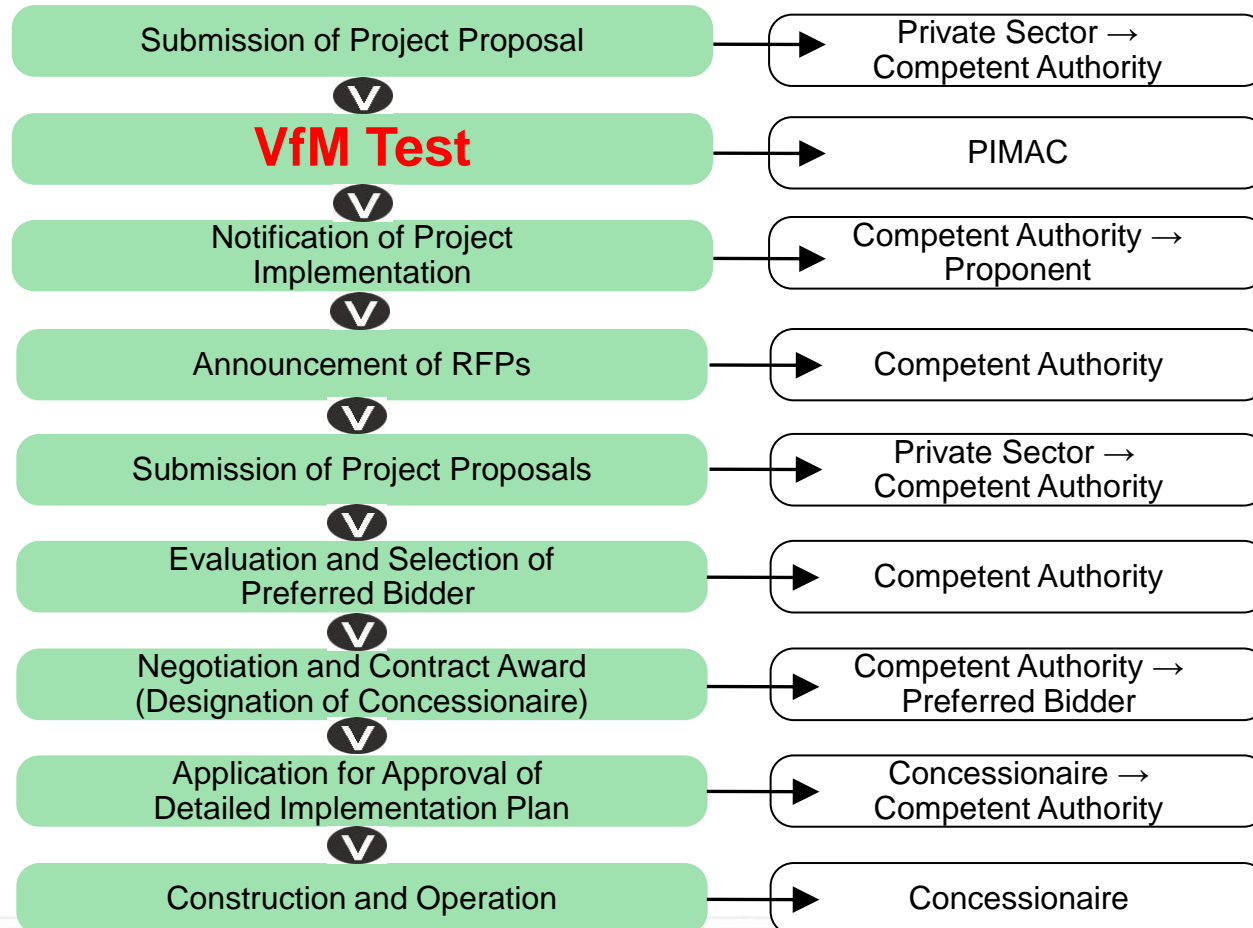 Submission of Project Proposal
Private Sector →
Competent Authority
V
VfM Test
PIMAC
V
Notification of Project
Implementation
Competent Authority →
Proponent
V
Announcement of RFPs
Competent Authority
V
Submission of Project Proposals
Private Sector →
Competent Authority
V
Evaluation and Selection of
Preferred Bidder
Competent Authority
V
Negotiation and Contract Award
(Designation of Concessionaire)
Competent Authority →
Preferred Bidder
V
Application for Approval of
Detailed Implementation Plan
Concessionaire →
Competent Authority
V
Construction and Operation
Concessionaire